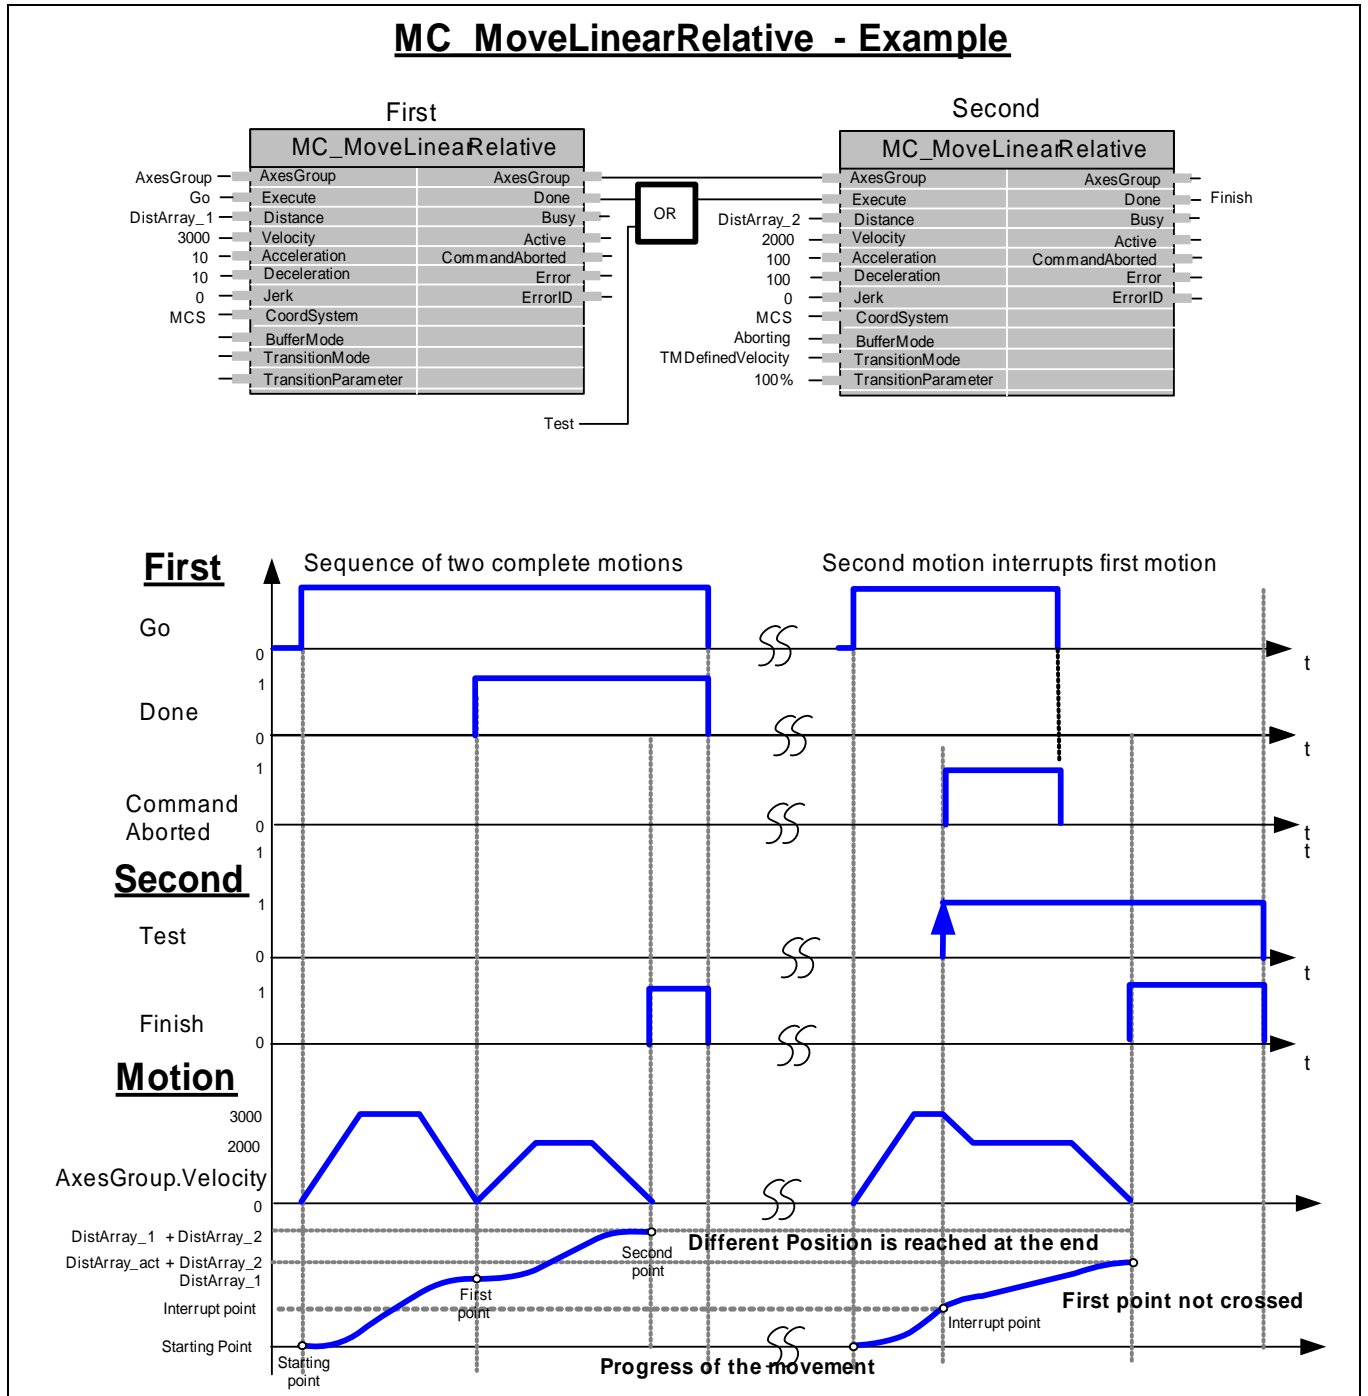 MC MoveLinearRelative - Example
First
Second
MC_MoveLinearRelative
MC_MoveLinearRelative
AxesGroup AxesGroup AxesGroup
Go Execute Done
DistArray_1 Distance Busy
3000 Velocity Active
10 Acceleration CommandAborted
10 Deceleration Error
0 Jerk ErrorID
MCS CoordSystem
BufferMode
TransitionMode
TransitionParameter
OR
Test
AxesGroup AxesGroup
Execute Done Finish
DistArray_2 Distance Busy
2000 Velocity Active
100 Acceleration CommandAborted
100 Deceleration Error
0 Jerk ErrorID
MCS CoordSystem
Aborting BufferMode
TMDefinedVelocity TransitionMode
100% TransitionParameter
First Sequence of two complete motions Second motion interrupts first motion
Go
0
t
1
Done
0
t
1
Command
Aborted
0
t
t
1
Second
1
Test
0
t
1
Finish
0
t
Motion
3000
2000
AxesGroup.Velocity
0
DistArray_1 + DistArray_2
Different Position is reached at the end
DistArray_act + DistArray_2
DistArray_1
Second
point
First
point
Interrupt point
First point not crossed
Interrupt point
Starting Point
Starting
point
Progress of the movement